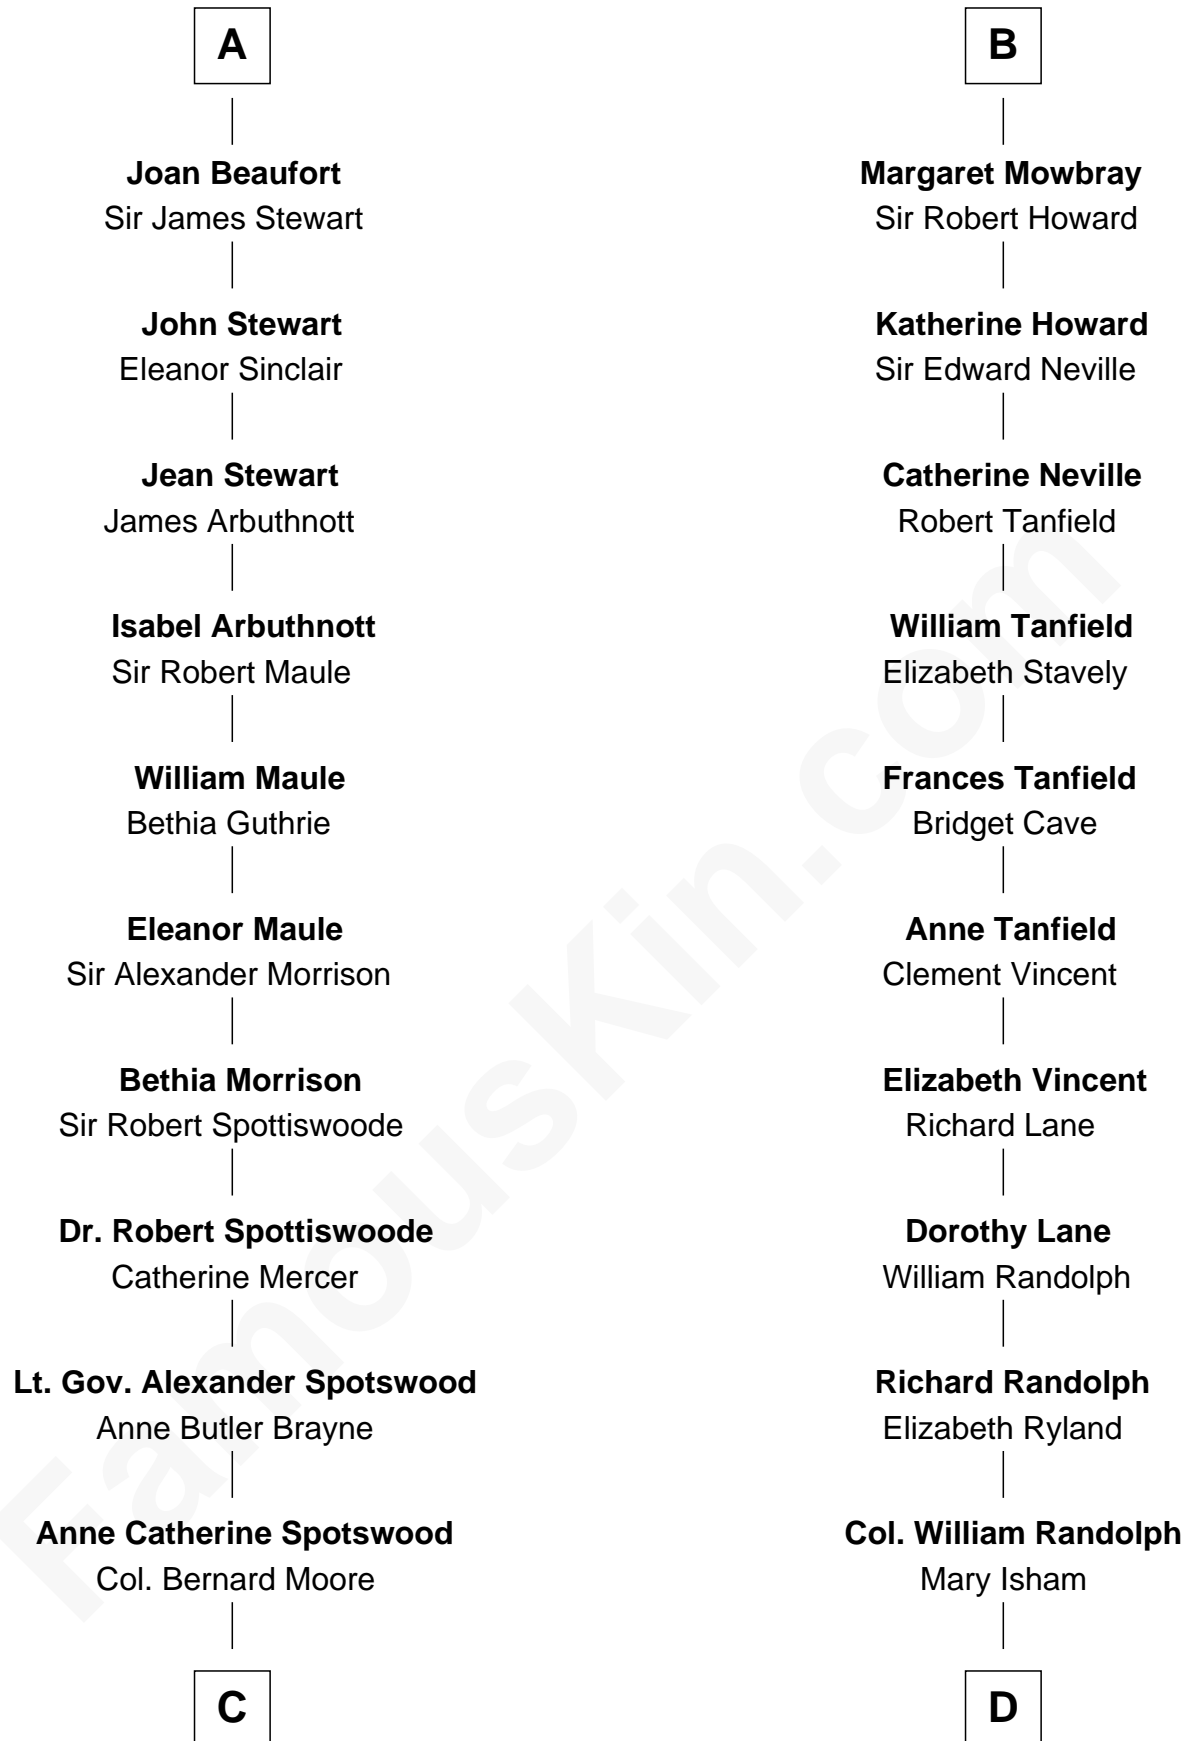 A
Joan Beaufort
Sir James Stewart
John Stewart
Eleanor Sinclair
Jean Stewart
James Arbuthnott
Isabel Arbuthnott
Sir Robert Maule
William Maule
Bethia Guthrie
Eleanor Maule
Sir Alexander Morrison
Bethia Morrison
Sir Robert Spottiswoode
Dr. Robert Spottiswoode
Catherine Mercer
Lt. Gov. Alexander Spotswood
Anne Butler Brayne
Anne Catherine Spotswood
Col. Bernard Moore
C
B
Margaret Mowbray
Sir Robert Howard
Katherine Howard
Sir Edward Neville
Catherine Neville
Robert Tanfield
William Tanfield
Elizabeth Stavely
Frances Tanfield
Bridget Cave
Anne Tanfield
Clement Vincent
Elizabeth Vincent
Richard Lane
Dorothy Lane
William Randolph
Richard Randolph
Elizabeth Ryland
Col. William Randolph
Mary Isham
D
FamousKin.com